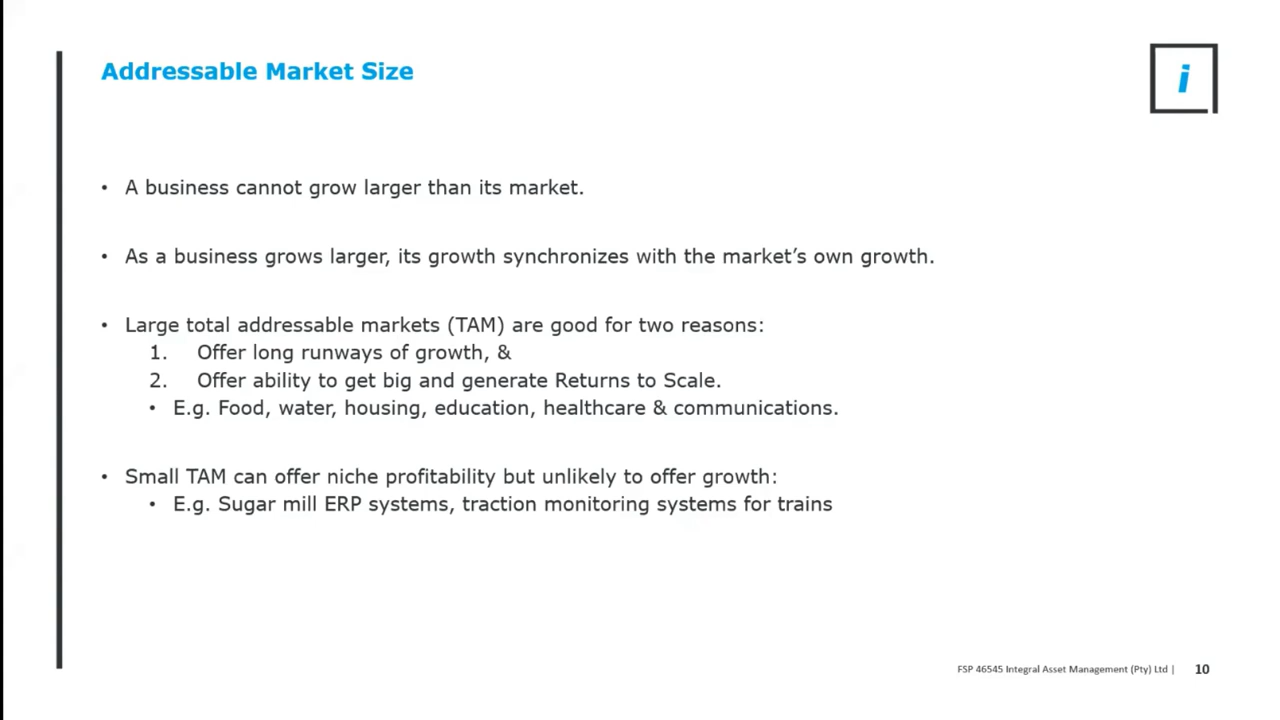 Addressable Market Size
i
• A business cannot grow larger than its market.
• As a business grows larger, its growth synchronizes with the market’s own growth.
• Large total addressable markets (TAM) are good for two reasons:
1. Offer long runways of growth, &
2. Offer ability to get big and generate Returns to Scale.
• E.g. Food, water, housing, education, healthcare & communications.
• Small TAM can offer niche profitability but unlikely to offer growth:
• E.g. Sugar mill ERP systems, traction monitoring systems for trains
FSP 46545 Integral Asset Management (Pty) Ltd | 10